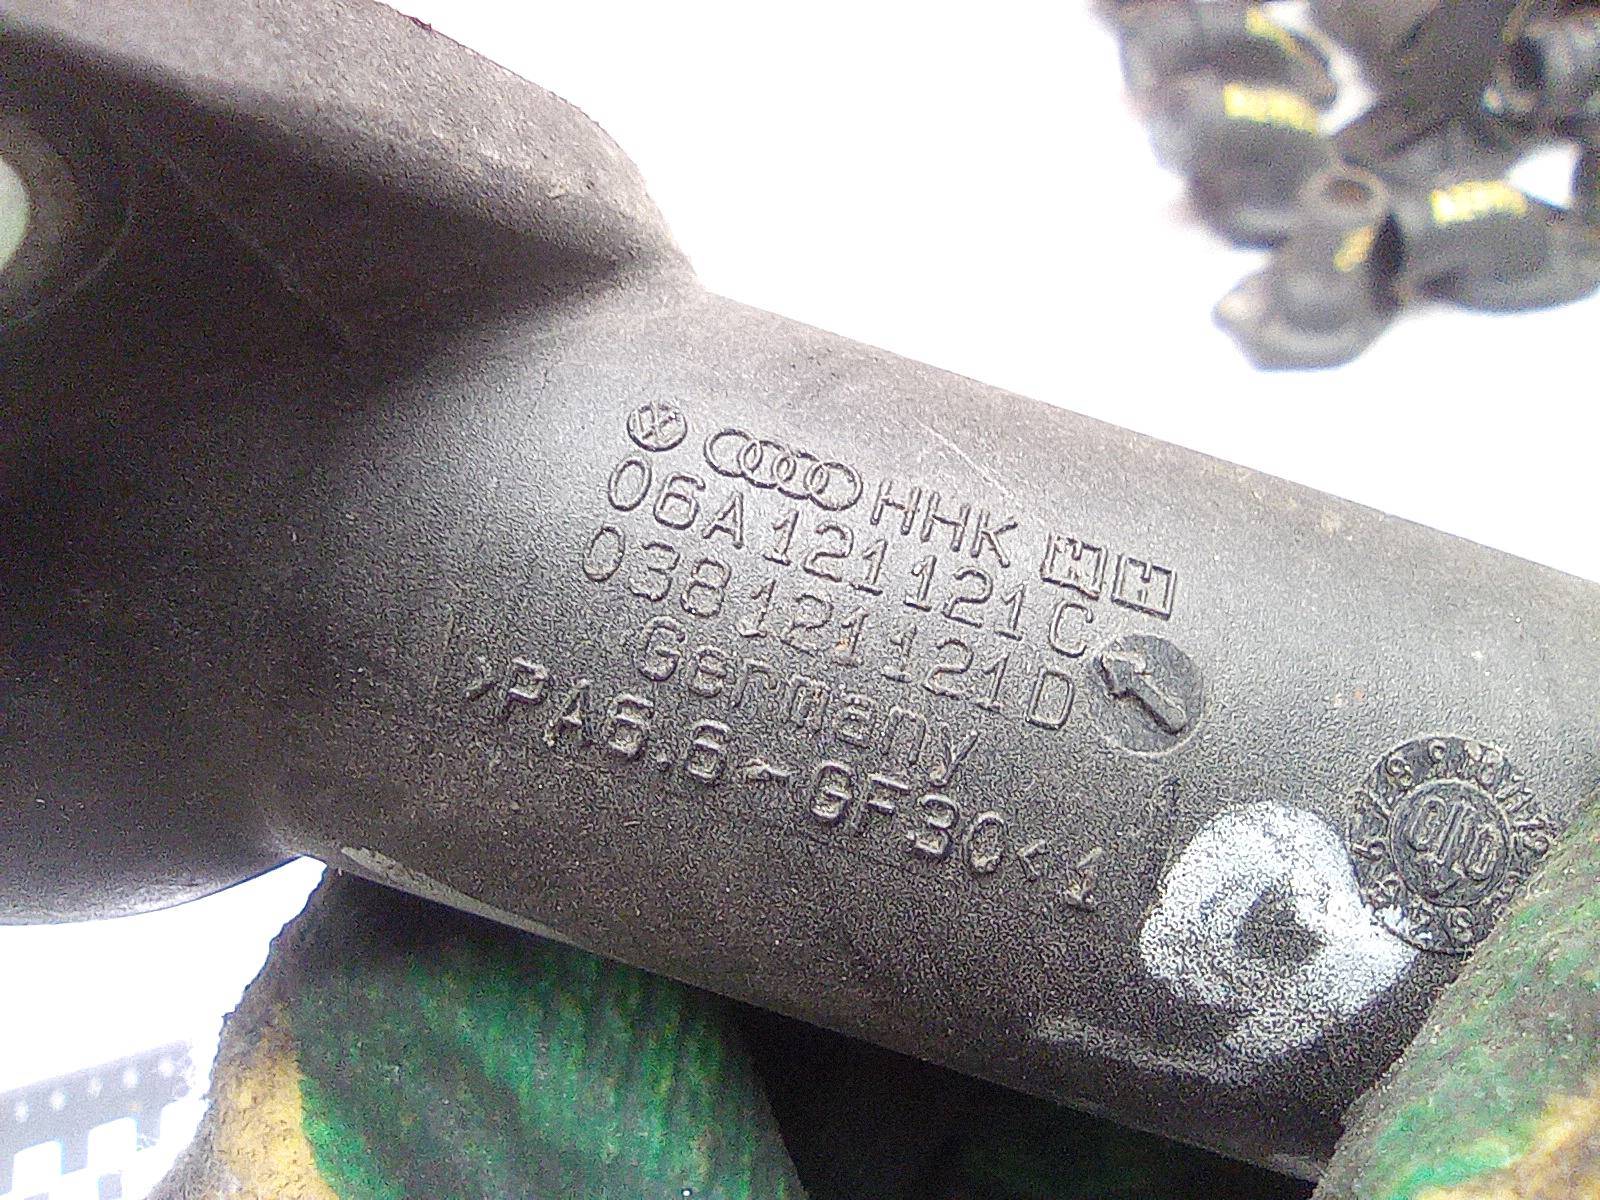 HHK
06A 121 121 C
038 121 121 D
Germany
>PA6.6-GF30<